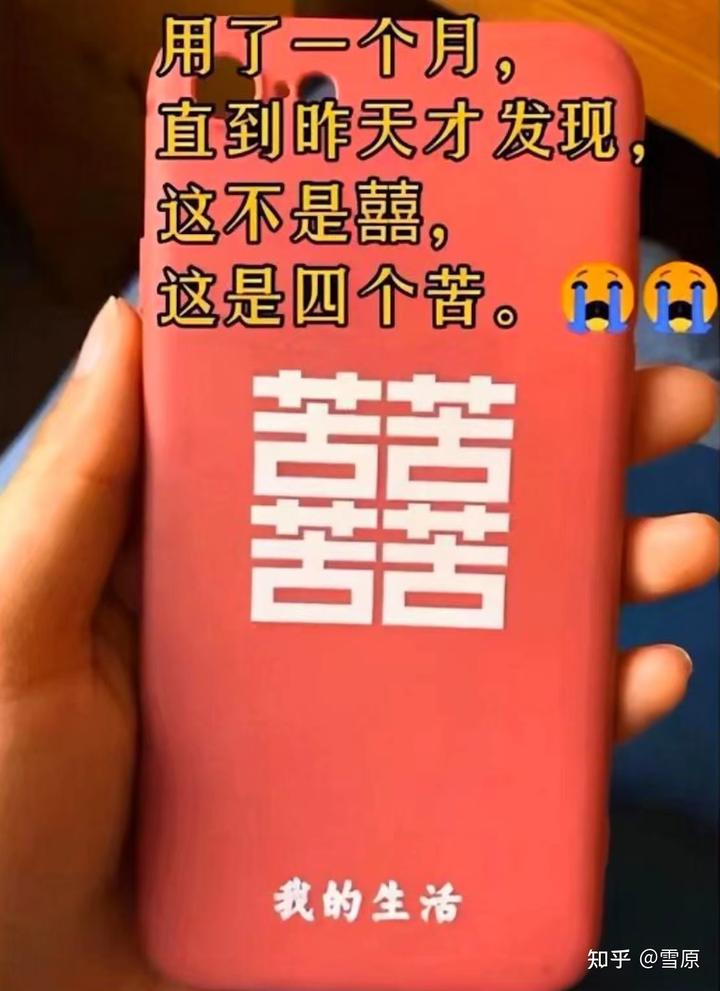 用了一个月，
直到昨天才发现，
这不是囍，
这是四个苦。😭😭
苦苦
苦苦
我的生活
知乎 @雪原